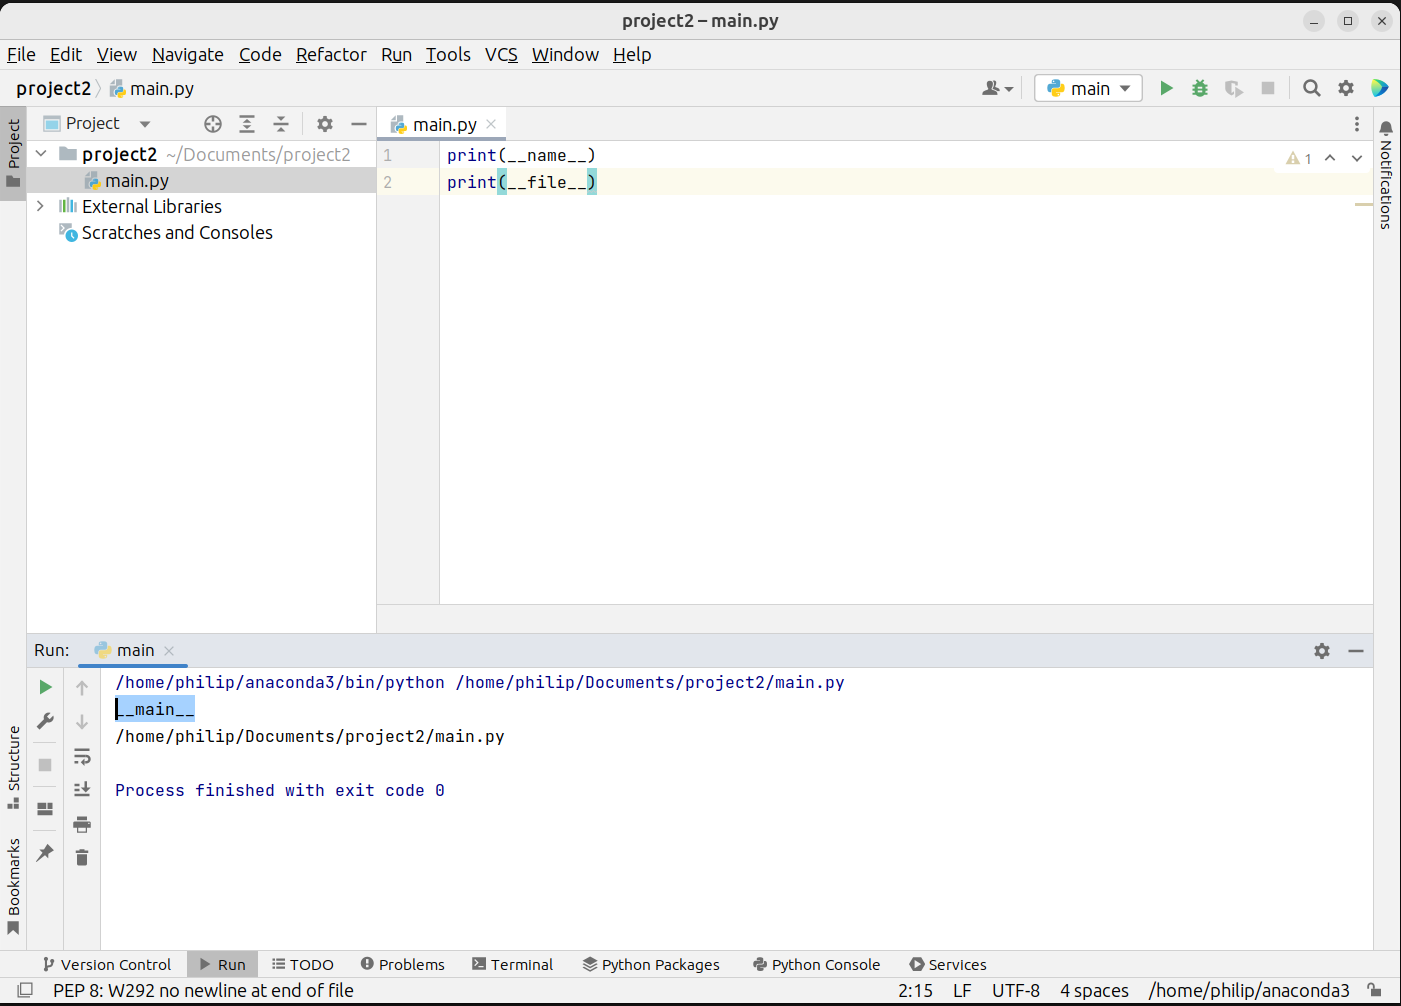 project2 – main.py
File Edit View Navigate Code Refactor Run Tools VCS Window Help
project2 main.py main
Project main.py
Project
1 print(__name__)
2 print(__file__)
1
project2 ~/Documents/project2
main.py
External Libraries
Scratches and Consoles
Notifications
Run: main
/home/philip/anaconda3/bin/python /home/philip/Documents/project2/main.py
__main__
/home/philip/Documents/project2/main.py
Process finished with exit code 0
Structure
Bookmarks
Version Control Run TODO Problems Terminal Python Packages Python Console Services
PEP 8: W292 no newline at end of file 2:15 LF UTF-8 4 spaces /home/philip/anaconda3